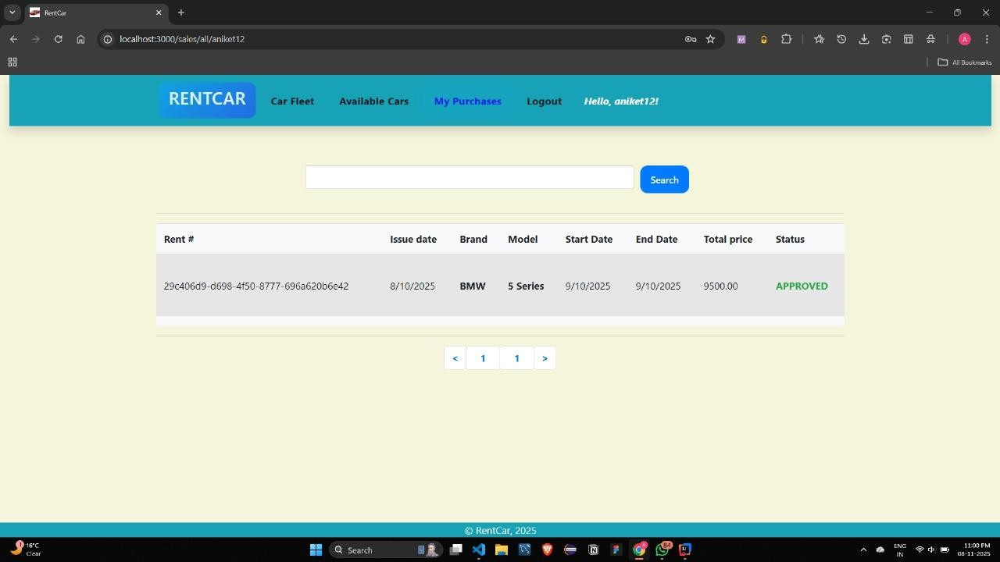 RentCar
localhost:3000/sales/all/aniket12
All Bookmarks
RENTCAR Car Fleet Available Cars My Purchases Logout Hello, aniket12!
Search
Rent # Issue date Brand Model Start Date End Date Total price Status
29c406d9-d698-4f50-8777-696a620b6e42 8/10/2025 BMW 5 Series 9/10/2025 9/10/2025 9500.00 APPROVED
< 1 1 >
© RentCar, 2025
16°C
Clear
Search
84
ENG
IN
11:00 PM
08-11-2025